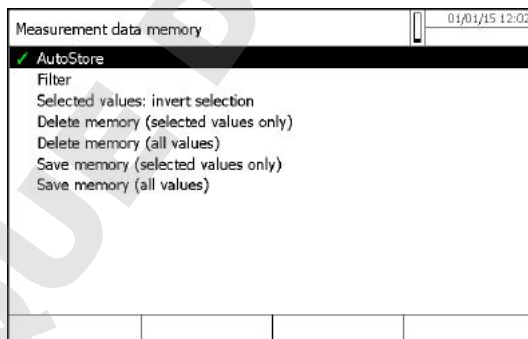 Measurement data memory
01/01/15 12:02
✓ AutoStore
Filter
Selected values: invert selection
Delete memory (selected values only)
Delete memory (all values)
Save memory (selected values only)
Save memory (all values)